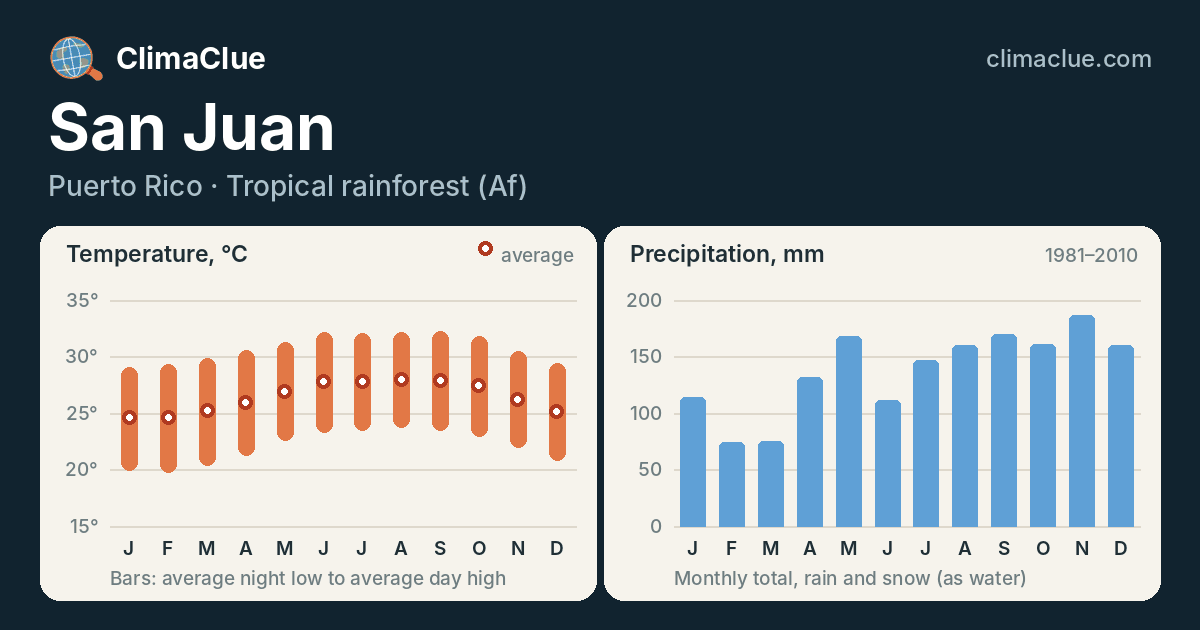 ClimaClue
climaclue.com
San Juan
Puerto Rico · Tropical rainforest (Af)
Temperature, °C
average
35°
30°
25°
20°
15°
J F M A M J J A S O N D
Bars: average night low to average day high
Precipitation, mm
1981–2010
200
150
100
50
0
J F M A M J J A S O N D
Monthly total, rain and snow (as water)